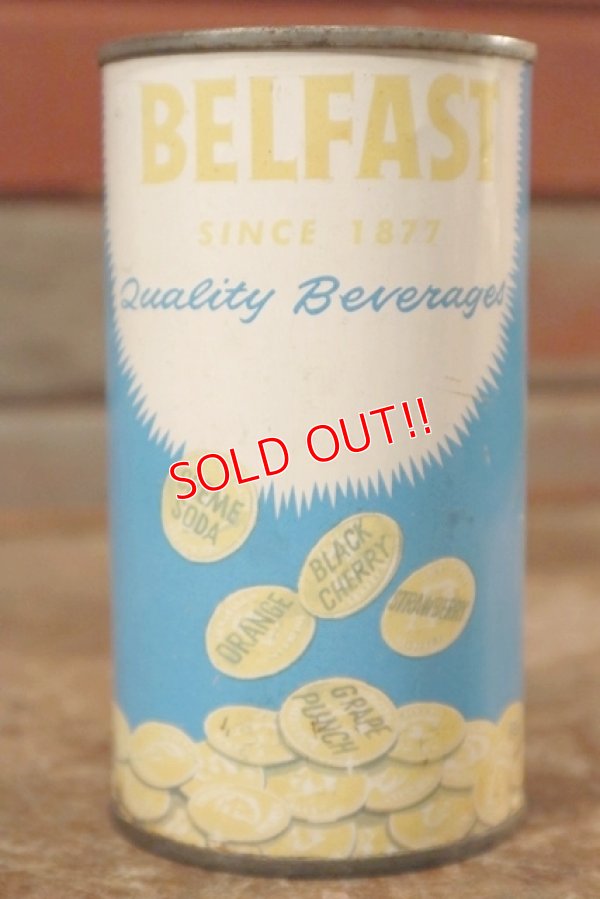 BELFAST
SINCE 1877
Quality Beverages
SOLD OUT!!
SODA
BLACK
CHERRY
ORANGE
STRAWBERRY
GRAPE
PUNCH